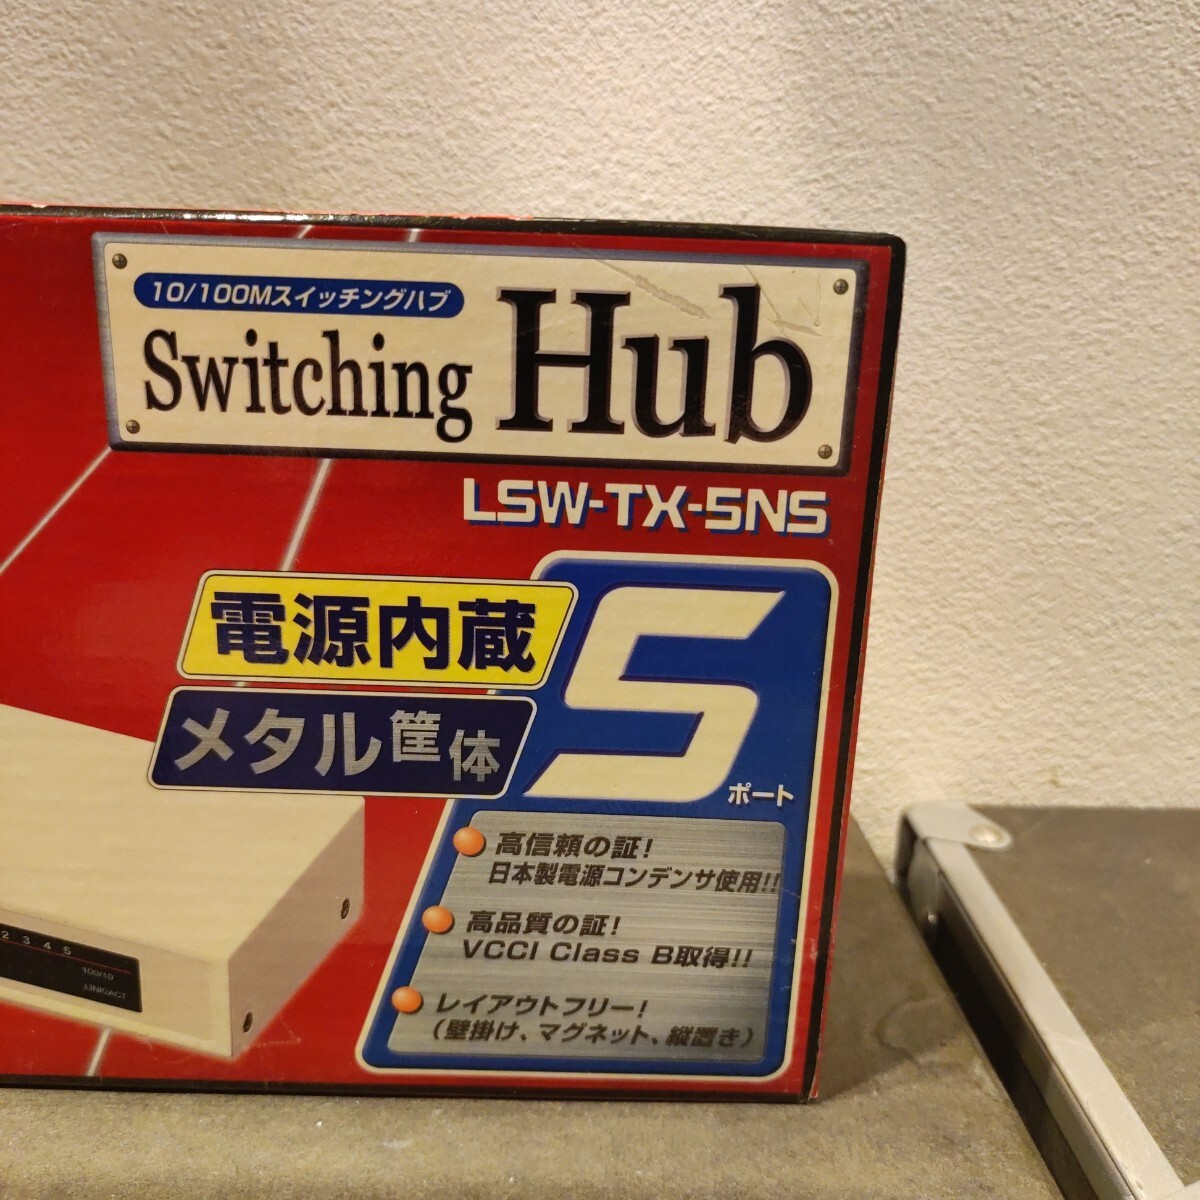 10/100Mスイッチングハブ
Switching Hub
LSW-TX-5NS
電源内蔵
メタル筐体
5
ポート
高信頼の証!
日本製電源コンデンサ使用!!
高品質の証!
VCCI Class B取得!!
レイアウトフリー!
(壁掛け、マグネット、縦置き)
2 3 4 5
100/10
LINK/ACT